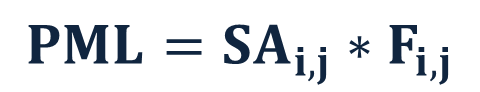 PML = SA_{i,j} * F_{i,j}